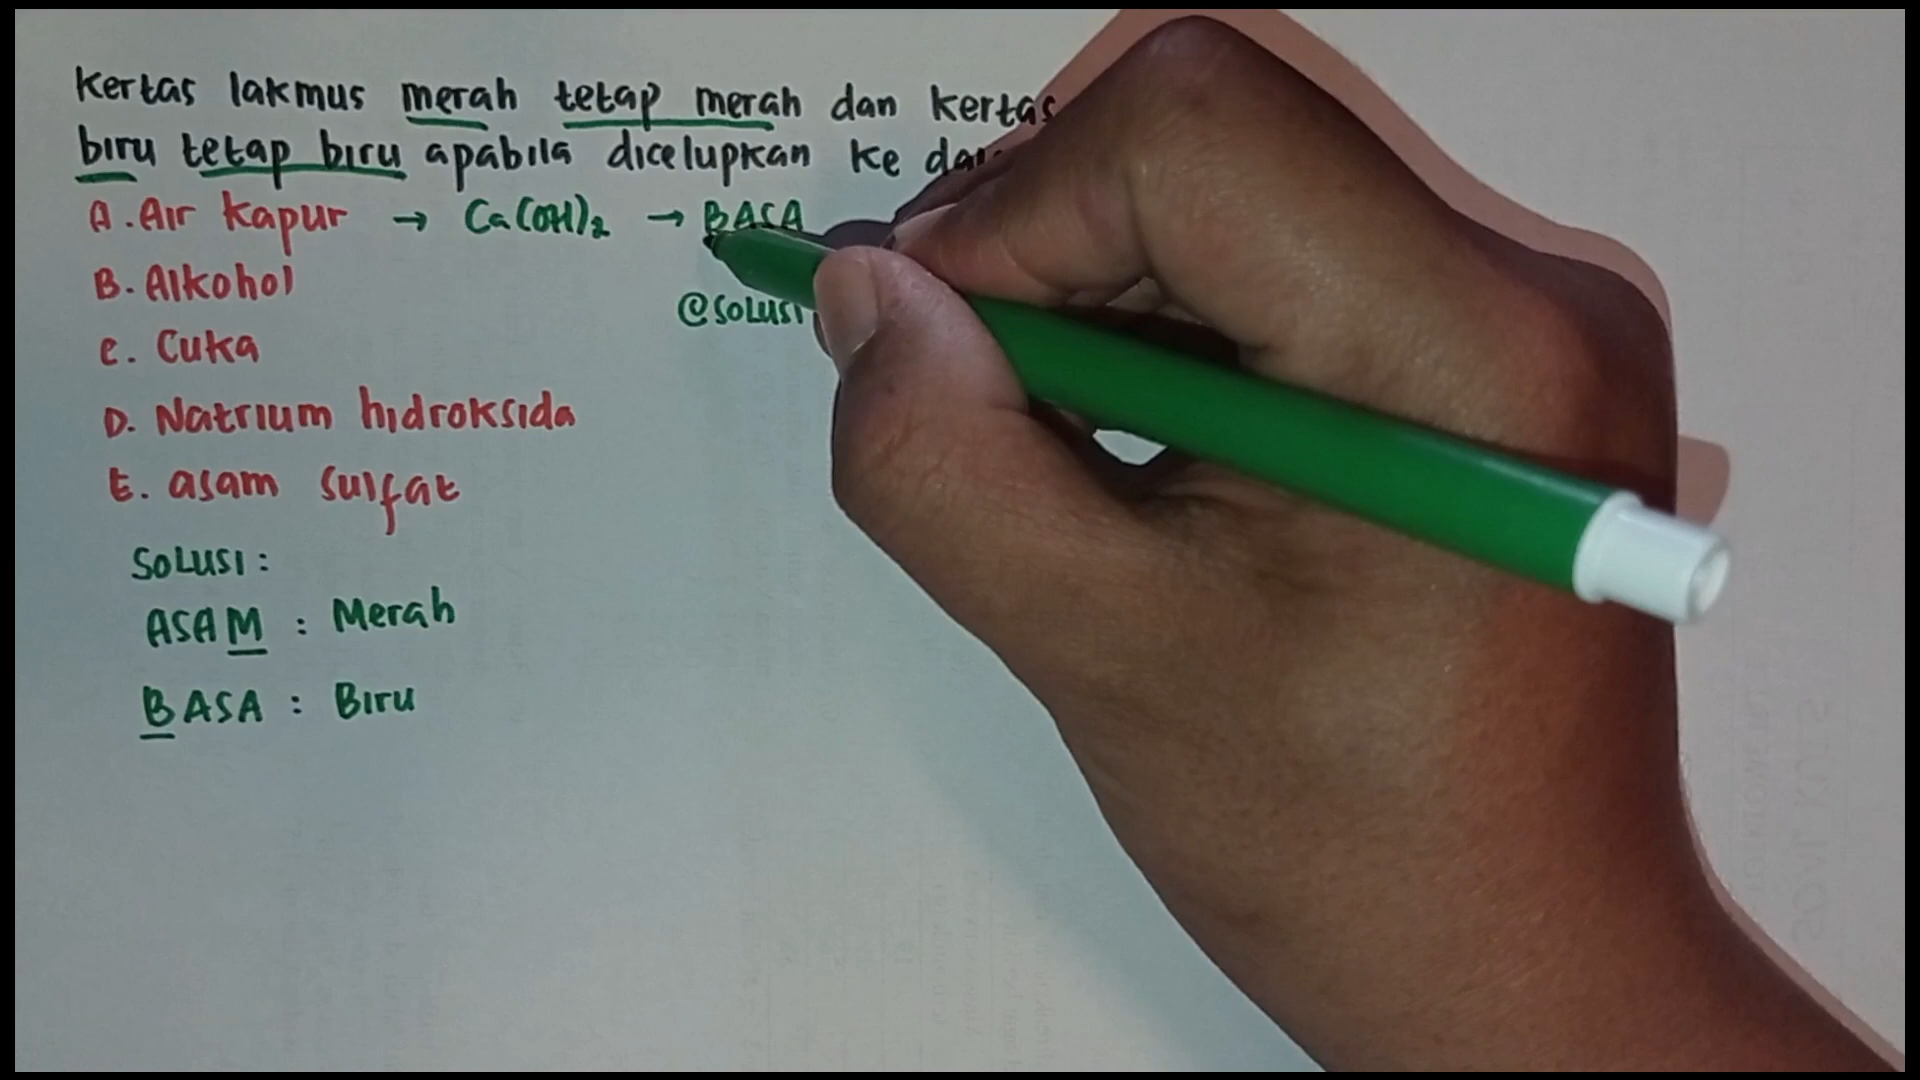 Kertas lakmus merah tetap merah dan kertas
biru tetap biru apabila dicelupkan ke
A. Air kapur → Ca(OH)₂ → BASA
B. Alkohol
@SOLUSI
C. Cuka
D. Natrium hidroksida
E. asam sulfat
SOLUSI :
ASAM : Merah
BASA : Biru